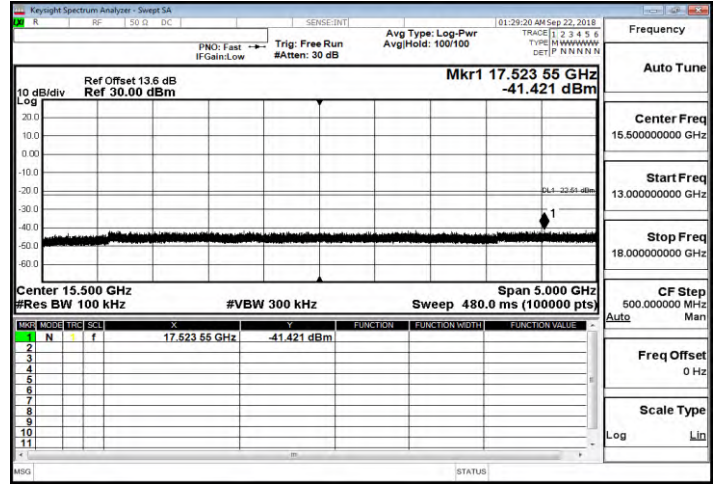 Keysight Spectrum Analyzer - Swept SA
R RF 50 Ω DC SENSE:INT 01:29:20 AM Sep 22, 2018
PNO: Fast Trig: Free Run Avg Type: Log-Pwr TRACE 1 2 3 4 5 6
IFGain:Low #Atten: 30 dB Avg|Hold: 100/100 TYPE M WWWWW
DET P N N N N N
Ref Offset 13.6 dB Mkr1 17.523 55 GHz
10 dB/div Ref 30.00 dBm -41.421 dBm
Log
20.0
10.0
0.00
-10.0
-20.0
DL1 -22.51 dBm
-30.0
1
-40.0
-50.0
-60.0
Center 15.500 GHz Span 5.000 GHz
#Res BW 100 kHz #VBW 300 kHz Sweep 480.0 ms (100000 pts)
MKR MODE TRC SCL X Y FUNCTION FUNCTION WIDTH FUNCTION VALUE
1 N f 17.523 55 GHz -41.421 dBm
2
3
4
5
6
7
8
9
10
11
MSG STATUS
Frequency
Auto Tune
Center Freq
15.500000000 GHz
Start Freq
13.000000000 GHz
Stop Freq
18.000000000 GHz
CF Step
500.000000 MHz
Auto Man
Freq Offset
0 Hz
Scale Type
Log Lin